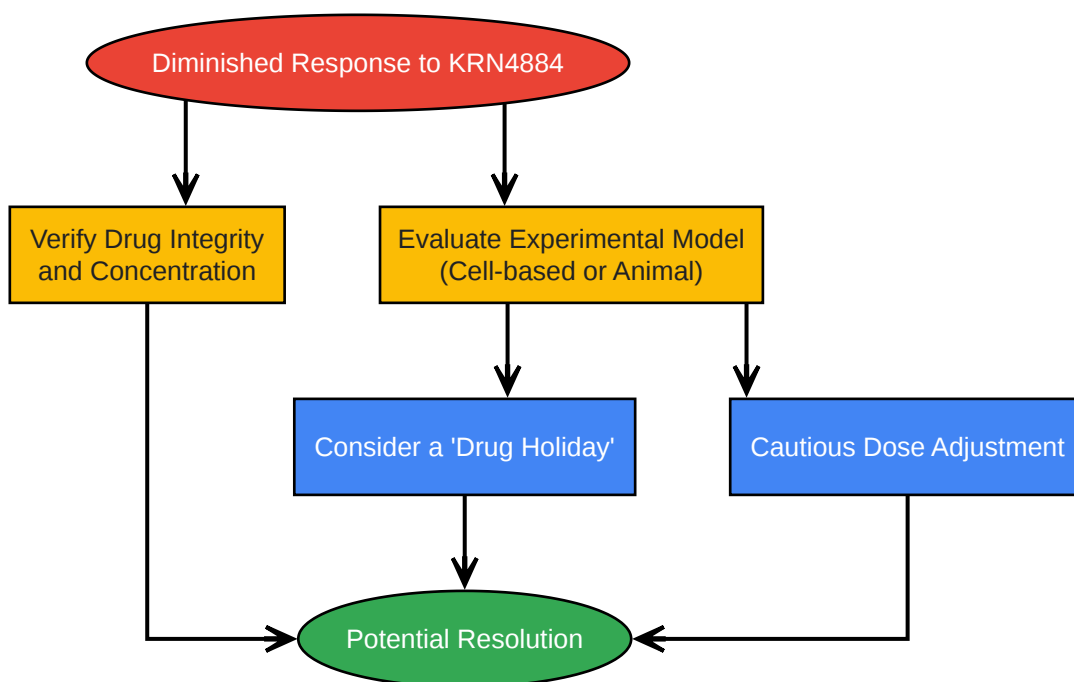 Diminished Response to KRN4884
Verify Drug Integrity
and Concentration
Evaluate Experimental Model
(Cell-based or Animal)
Consider a 'Drug Holiday'
Cautious Dose Adjustment
Potential Resolution